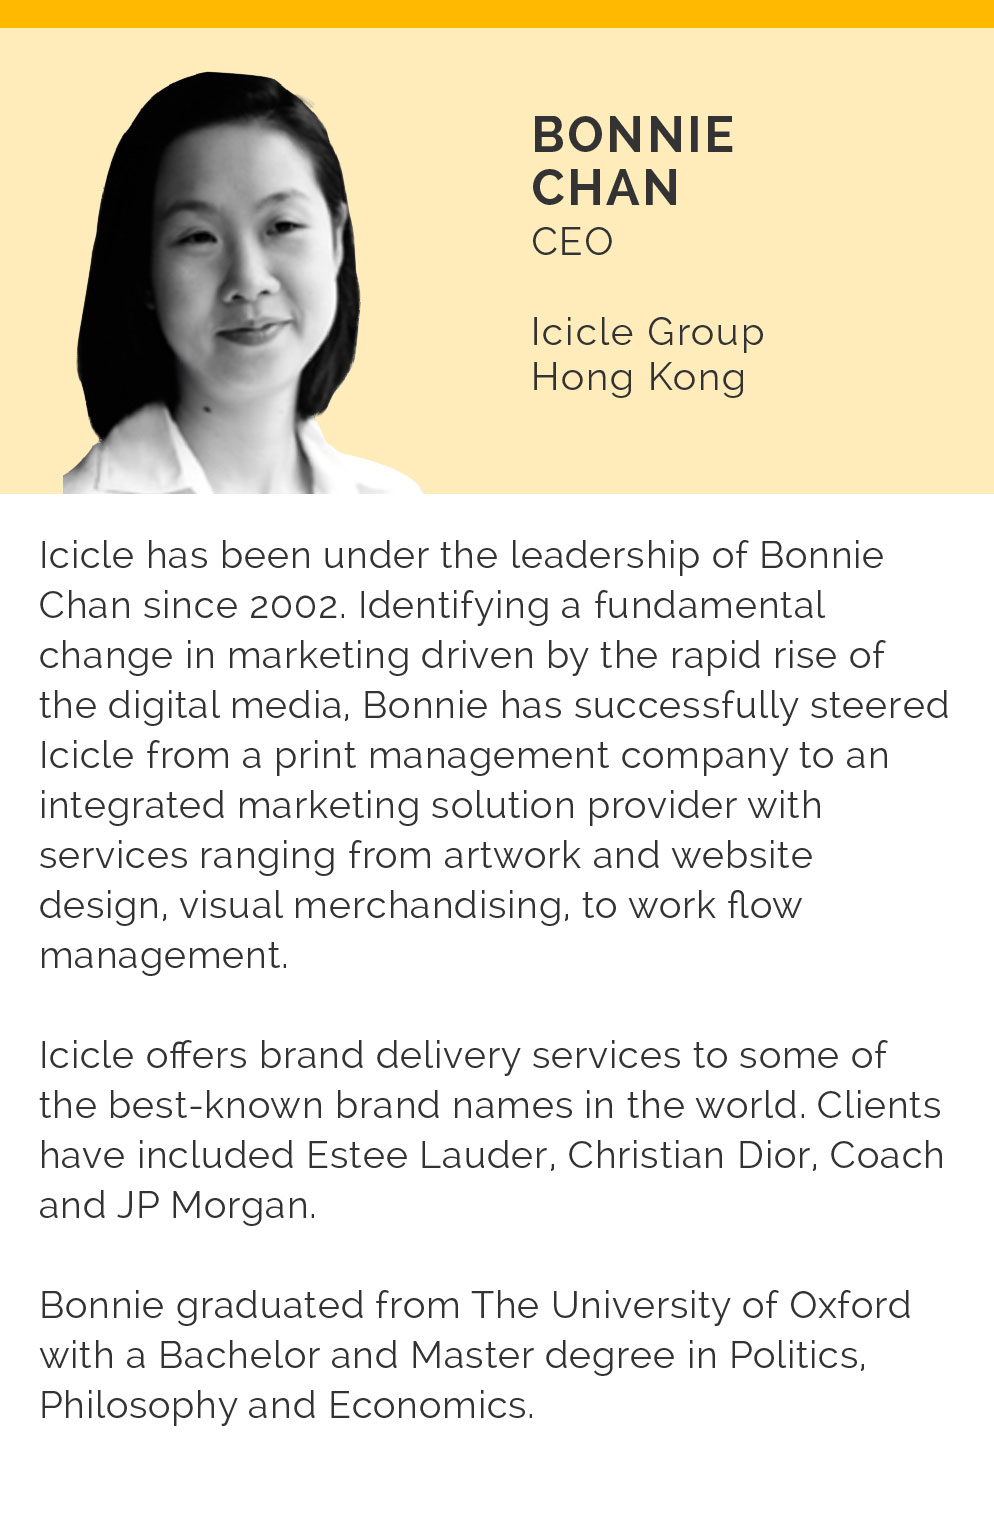 BONNIE
CHAN
CEO
Icicle Group
Hong Kong
Icicle has been under the leadership of Bonnie
Chan since 2002. Identifying a fundamental
change in marketing driven by the rapid rise of
the digital media, Bonnie has successfully steered
Icicle from a print management company to an
integrated marketing solution provider with
services ranging from artwork and website
design, visual merchandising, to work flow
management.
Icicle offers brand delivery services to some of
the best-known brand names in the world. Clients
have included Estee Lauder, Christian Dior, Coach
and JP Morgan.
Bonnie graduated from The University of Oxford
with a Bachelor and Master degree in Politics,
Philosophy and Economics.